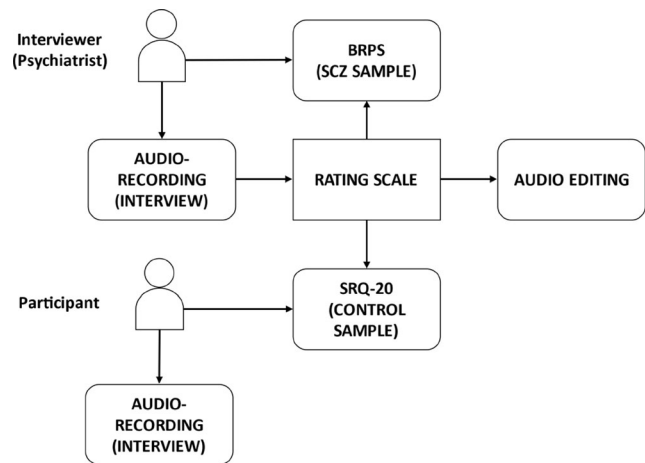 Interviewer
(Psychiatrist)
BRPS
(SCZ SAMPLE)
AUDIO-
RECORDING
(INTERVIEW)
RATING SCALE
AUDIO EDITING
Participant
SRQ-20
(CONTROL
SAMPLE)
AUDIO-
RECORDING
(INTERVIEW)